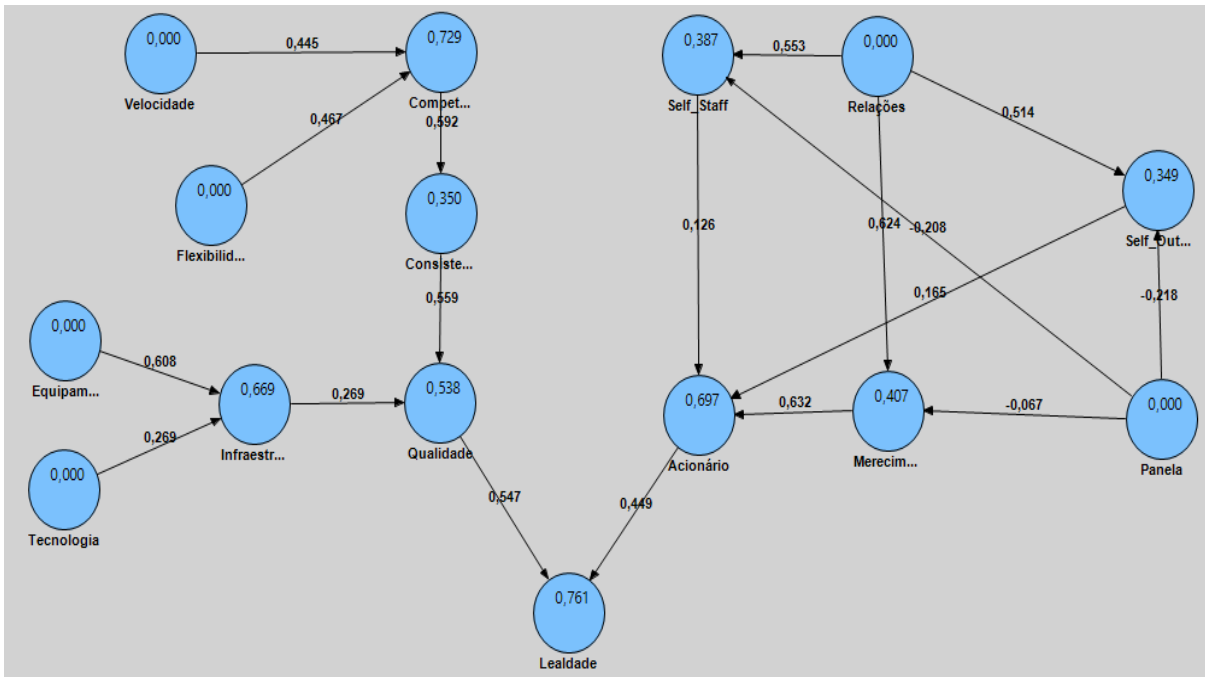 0,000
Velocidade
0,445
0,729
Compet...
0,592
0,467
0,000
Flexibilid...
0,350
Consiste...
0,559
0,000
Equipam...
0,608
0,669
Infraestr...
0,269
0,538
Qualidade
0,269
0,000
Tecnologia
0,547
0,761
Lealdade
0,449
0,387
Self_Staff
0,553
0,000
Relações
0,514
0,349
Self_Out...
0,126
0,624
-0,208
0,165
-0,218
0,697
Acionário
0,632
0,407
Merecim...
-0,067
0,000
Panela